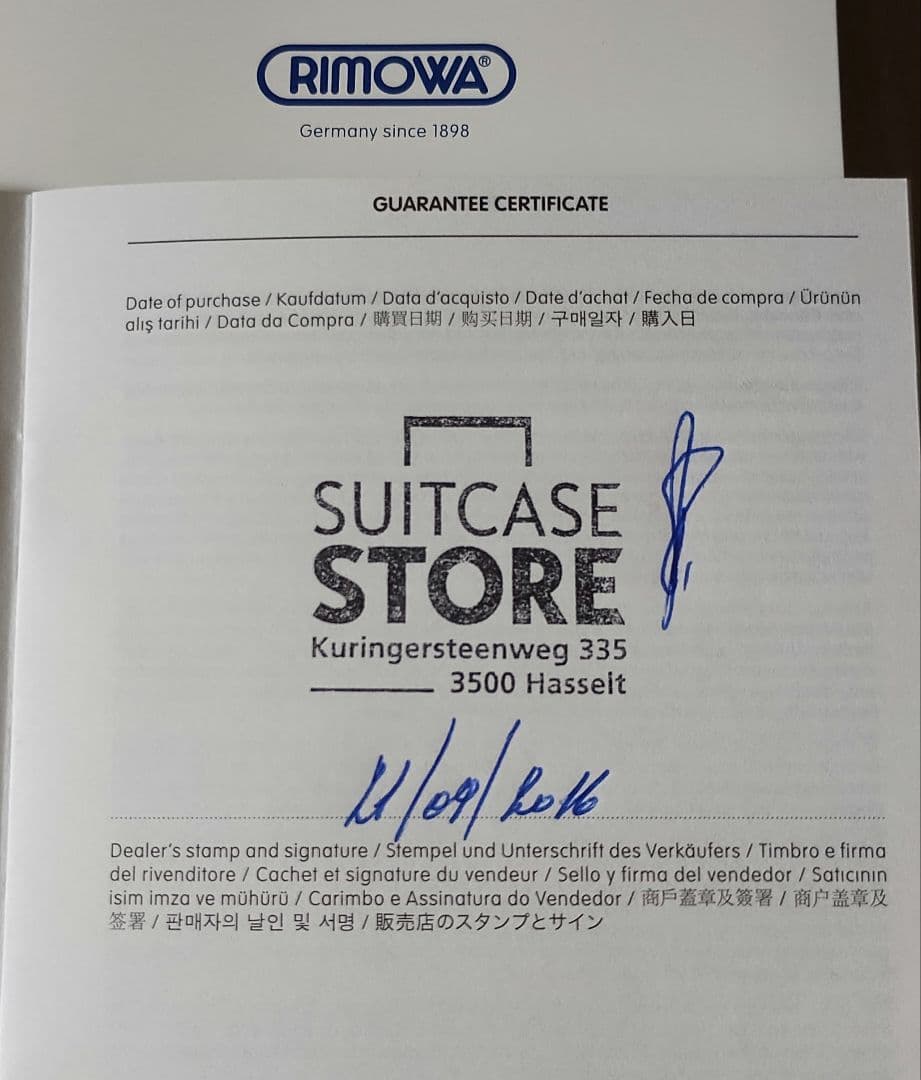 RIMOWA®
Germany since 1898
GUARANTEE CERTIFICATE
Date of purchase / Kaufdatum / Data d'acquisto / Date d'achat / Fecha de compra / Ürünün
alış tarihi / Data da Compra / 購買日期 / 购买日期 / 구매일자 / 購入日
SUITCASE
STORE
Kuringersteenweg 335
3500 Hasselt
21/09/2016
Dealer's stamp and signature / Stempel und Unterschrift des Verkäufers / Timbro e firma
del rivenditore / Cachet et signature du vendeur / Sello y firma del vendedor / Satıcının
isim imza ve mühürü / Carimbo e Assinatura do Vendedor / 商戶蓋章及簽署 / 商户盖章及
签署 / 판매자의 날인 및 서명 / 販売店のスタンプとサイン